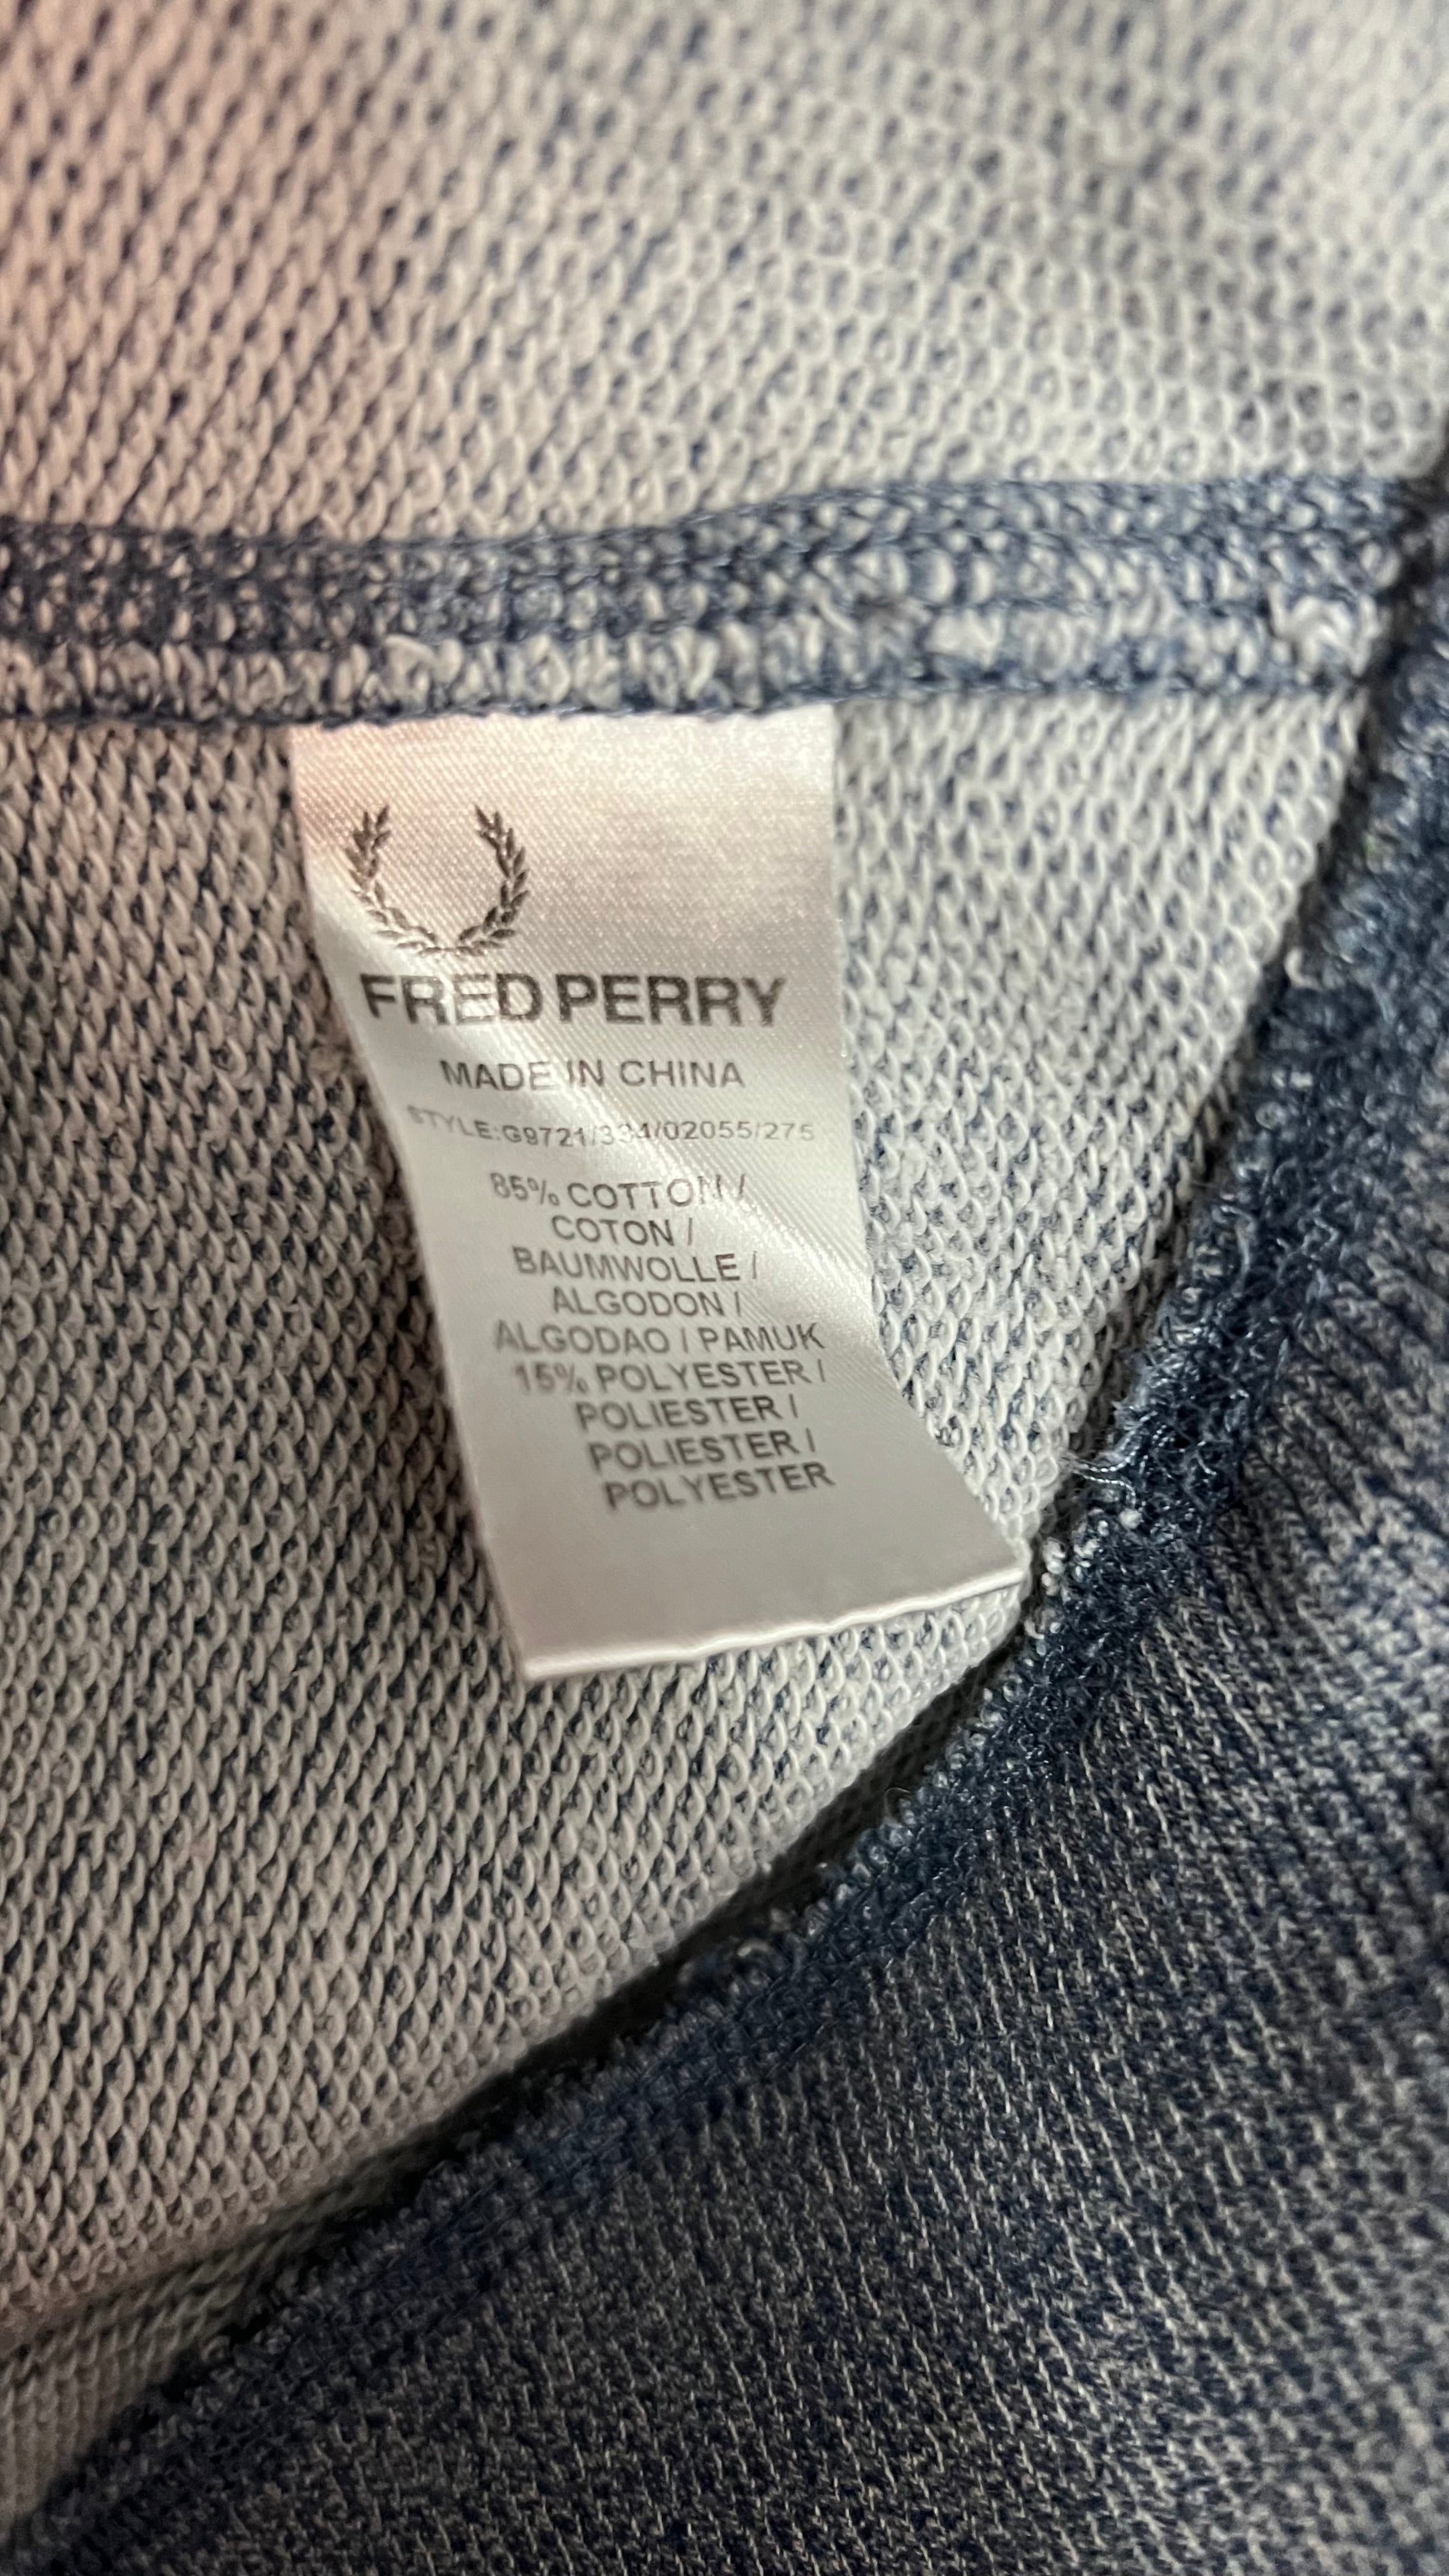 FRED PERRY
MADE IN CHINA
STYLE:G9721/334/02055/275
85% COTTON /
COTON /
BAUMWOLLE /
ALGODON /
ALGODAO / PAMUK
15% POLYESTER /
POLIESTER /
POLIESTER /
POLYESTER